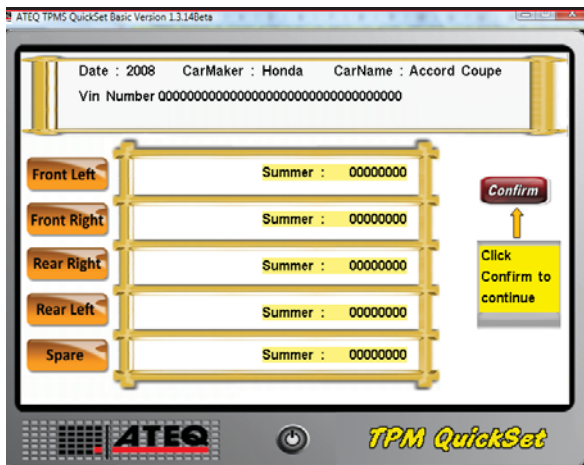 ATEQ TPMS QuickSet Basic Version 1.3.14Beta
Date : 2008 CarMaker : Honda CarName : Accord Coupe
Vin Number 0000000000000000000000000000000000
Front Left Summer : 00000000
Confirm
Front Right Summer : 00000000
Rear Right Summer : 00000000
Click
Confirm to
continue
Rear Left Summer : 00000000
Spare Summer : 00000000
ATEQ TPM QuickSet